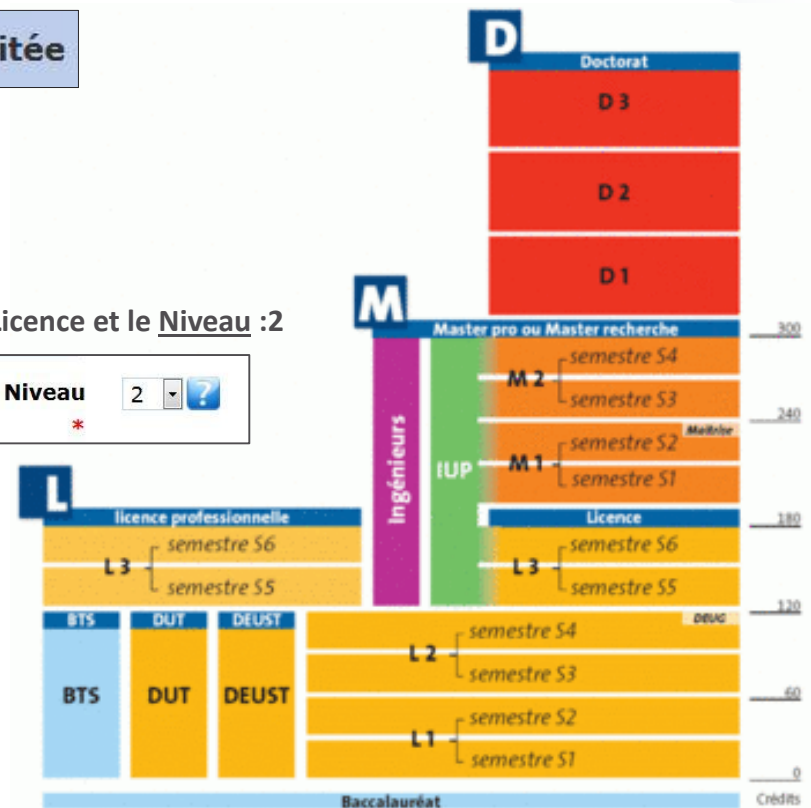 itée
D
Doctorat
D 3
D 2
D 1
Licence et le Niveau :2
Niveau
*
2
?
M
Master pro ou Master recherche
300
semestre S4
M 2
semestre S3
240
Maîtrise
semestre S2
M 1
semestre S1
Ingénieurs
IUP
L
licence professionnelle
Licence
180
semestre S6
L 3
semestre S5
semestre S6
L 3
semestre S5
120
BTS
DUT
DEUST
DEUG
semestre S4
L 2
semestre S3
BTS
DUT
DEUST
60
semestre S2
L 1
semestre S1
0
Baccalauréat
Crédits